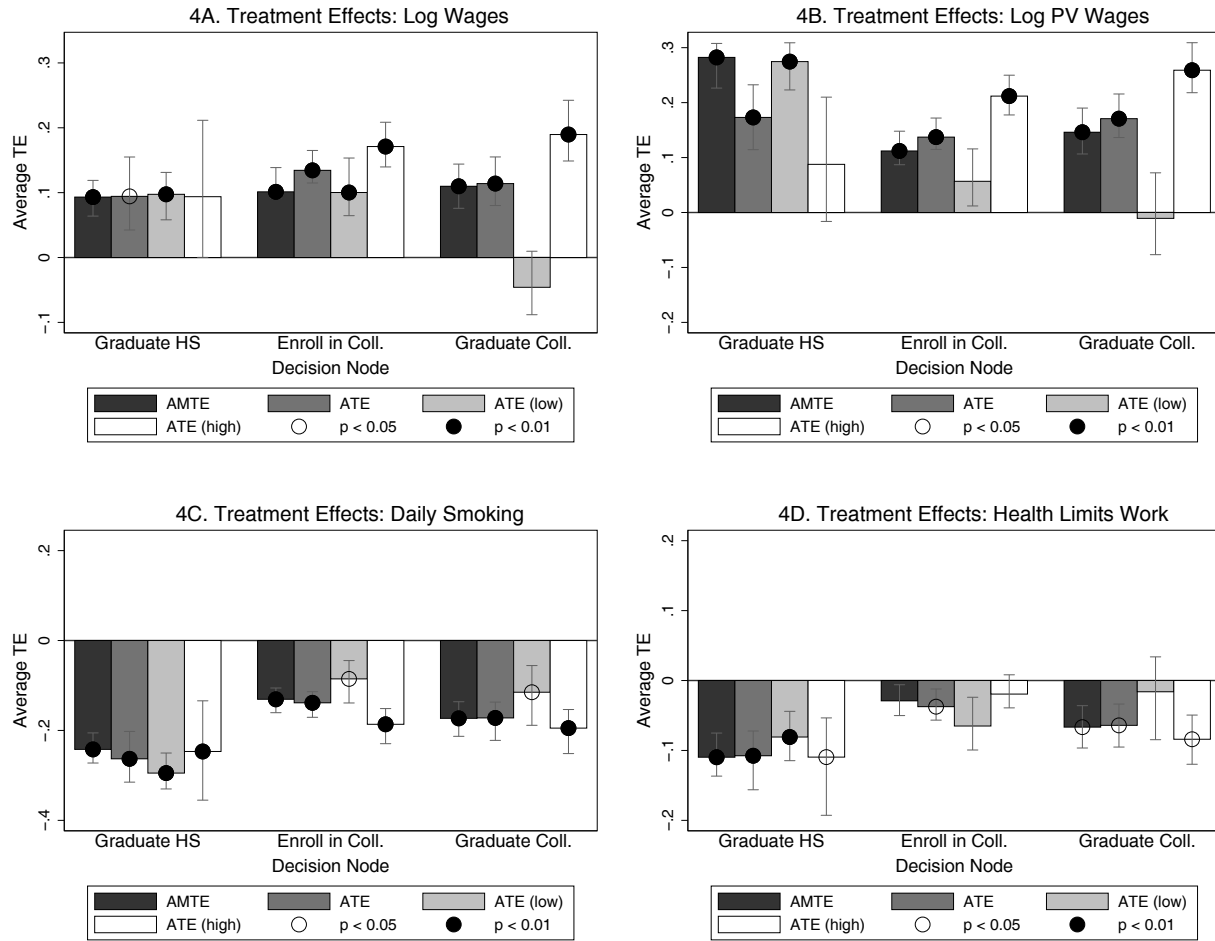 4A. Treatment Effects: Log Wages
Average TE
.3
.2
.1
0
-.1
Graduate HS Enroll in Coll. Graduate Coll.
Decision Node
AMTE ATE ATE (low)
ATE (high) p < 0.05 p < 0.01
4B. Treatment Effects: Log PV Wages
Average TE
.3
.2
.1
0
-.1
-.2
Graduate HS Enroll in Coll. Graduate Coll.
Decision Node
AMTE ATE ATE (low)
ATE (high) p < 0.05 p < 0.01
4C. Treatment Effects: Daily Smoking
Average TE
.2
0
-.2
-.4
Graduate HS Enroll in Coll. Graduate Coll.
Decision Node
AMTE ATE ATE (low)
ATE (high) p < 0.05 p < 0.01
4D. Treatment Effects: Health Limits Work
Average TE
.2
.1
0
-.1
-.2
Graduate HS Enroll in Coll. Graduate Coll.
Decision Node
AMTE ATE ATE (low)
ATE (high) p < 0.05 p < 0.01